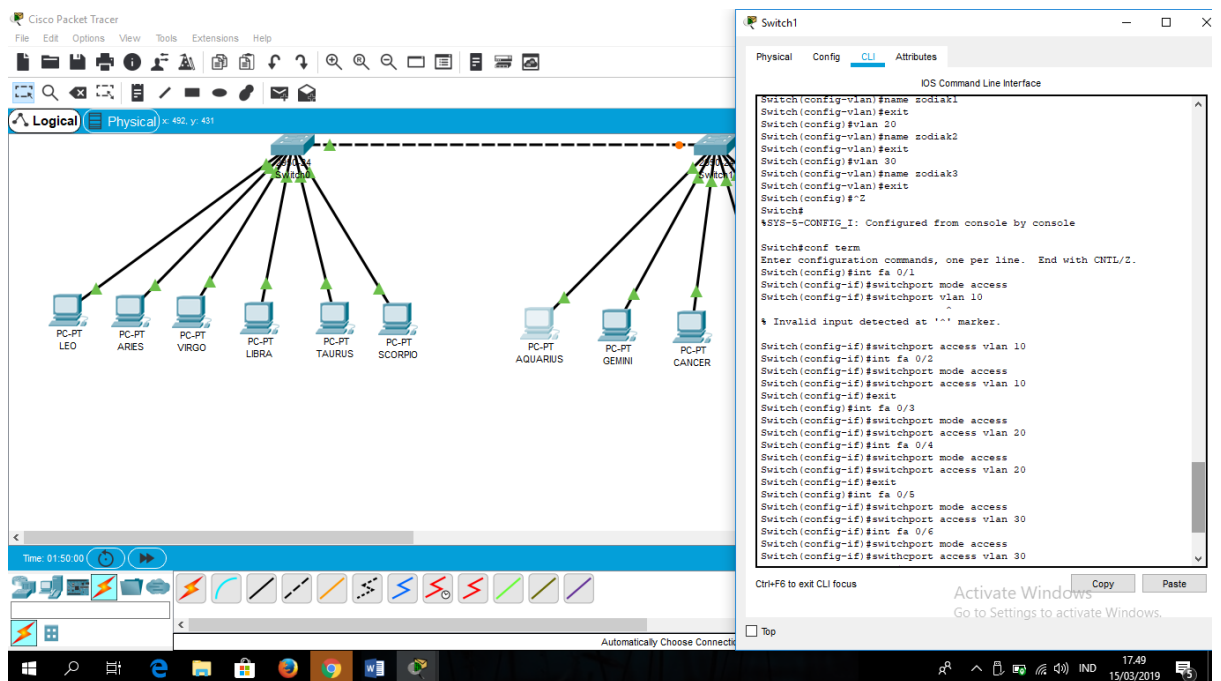 Cisco Packet Tracer
File Edit Options View Tools Extensions Help
Logical
Physical
x: 492, y: 431
Switch0
Switch1
PC-PT
LEO
PC-PT
ARIES
PC-PT
VIRGO
PC-PT
LIBRA
PC-PT
TAURUS
PC-PT
SCORPIO
PC-PT
AQUARIUS
PC-PT
GEMINI
PC-PT
CANCER
Time: 01:50:00
Automatically Choose Connectio
Switch1
Physical Config CLI Attributes
IOS Command Line Interface
Switch(config-vlan)#name zodiak1
Switch(config-vlan)#exit
Switch(config)#vlan 20
Switch(config-vlan)#name zodiak2
Switch(config-vlan)#exit
Switch(config)#vlan 30
Switch(config-vlan)#name zodiak3
Switch(config-vlan)#exit
Switch(config)#^Z
Switch#
%SYS-5-CONFIG_I: Configured from console by console
Switch#conf term
Enter configuration commands, one per line. End with CNTL/Z.
Switch(config)#int fa 0/1
Switch(config-if)#switchport mode access
Switch(config-if)#switchport vlan 10
^
% Invalid input detected at '^' marker.
Switch(config-if)#switchport access vlan 10
Switch(config-if)#int fa 0/2
Switch(config-if)#switchport mode access
Switch(config-if)#switchport access vlan 10
Switch(config-if)#exit
Switch(config)#int fa 0/3
Switch(config-if)#switchport mode access
Switch(config-if)#switchport access vlan 20
Switch(config-if)#int fa 0/4
Switch(config-if)#switchport mode access
Switch(config-if)#switchport access vlan 20
Switch(config-if)#exit
Switch(config)#int fa 0/5
Switch(config-if)#switchport mode access
Switch(config-if)#switchport access vlan 30
Switch(config-if)#int fa 0/6
Switch(config-if)#switchport mode access
Switch(config-if)#swithcport access vlan 30
Ctrl+F6 to exit CLI focus
Copy
Paste
Activate Windows
Go to Settings to activate Windows.
Top
IND
17.49
15/03/2019
5